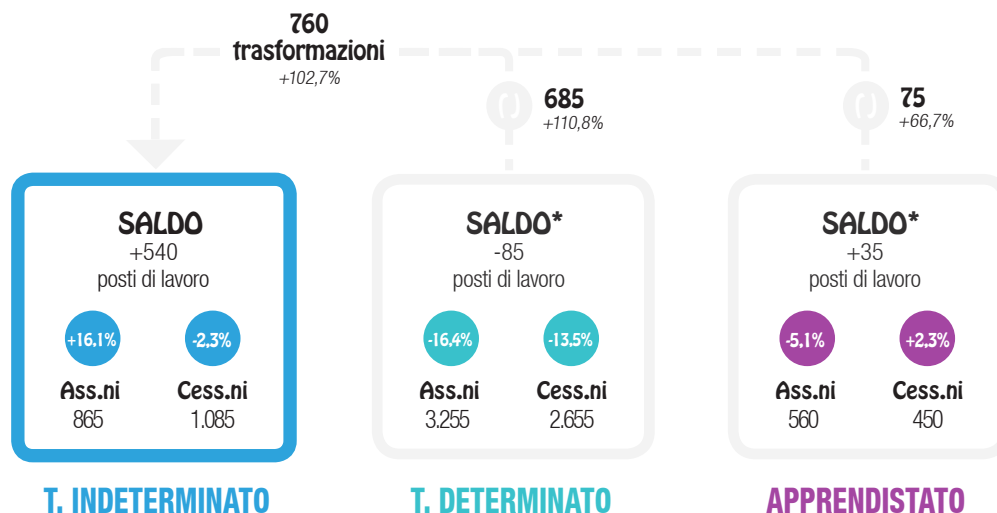 760
trasformazioni
+102,7%
685
+110,8%
75
+66,7%
SALDO
+540
posti di lavoro
+16,1%
-2,3%
Ass.ni
Cess.ni
865
1.085
T. INDETERMINATO
SALDO*
-85
posti di lavoro
-16,4%
-13,5%
Ass.ni
Cess.ni
3.255
2.655
T. DETERMINATO
SALDO*
+35
posti di lavoro
-5,1%
+2,3%
Ass.ni
Cess.ni
560
450
APPRENDISTATO